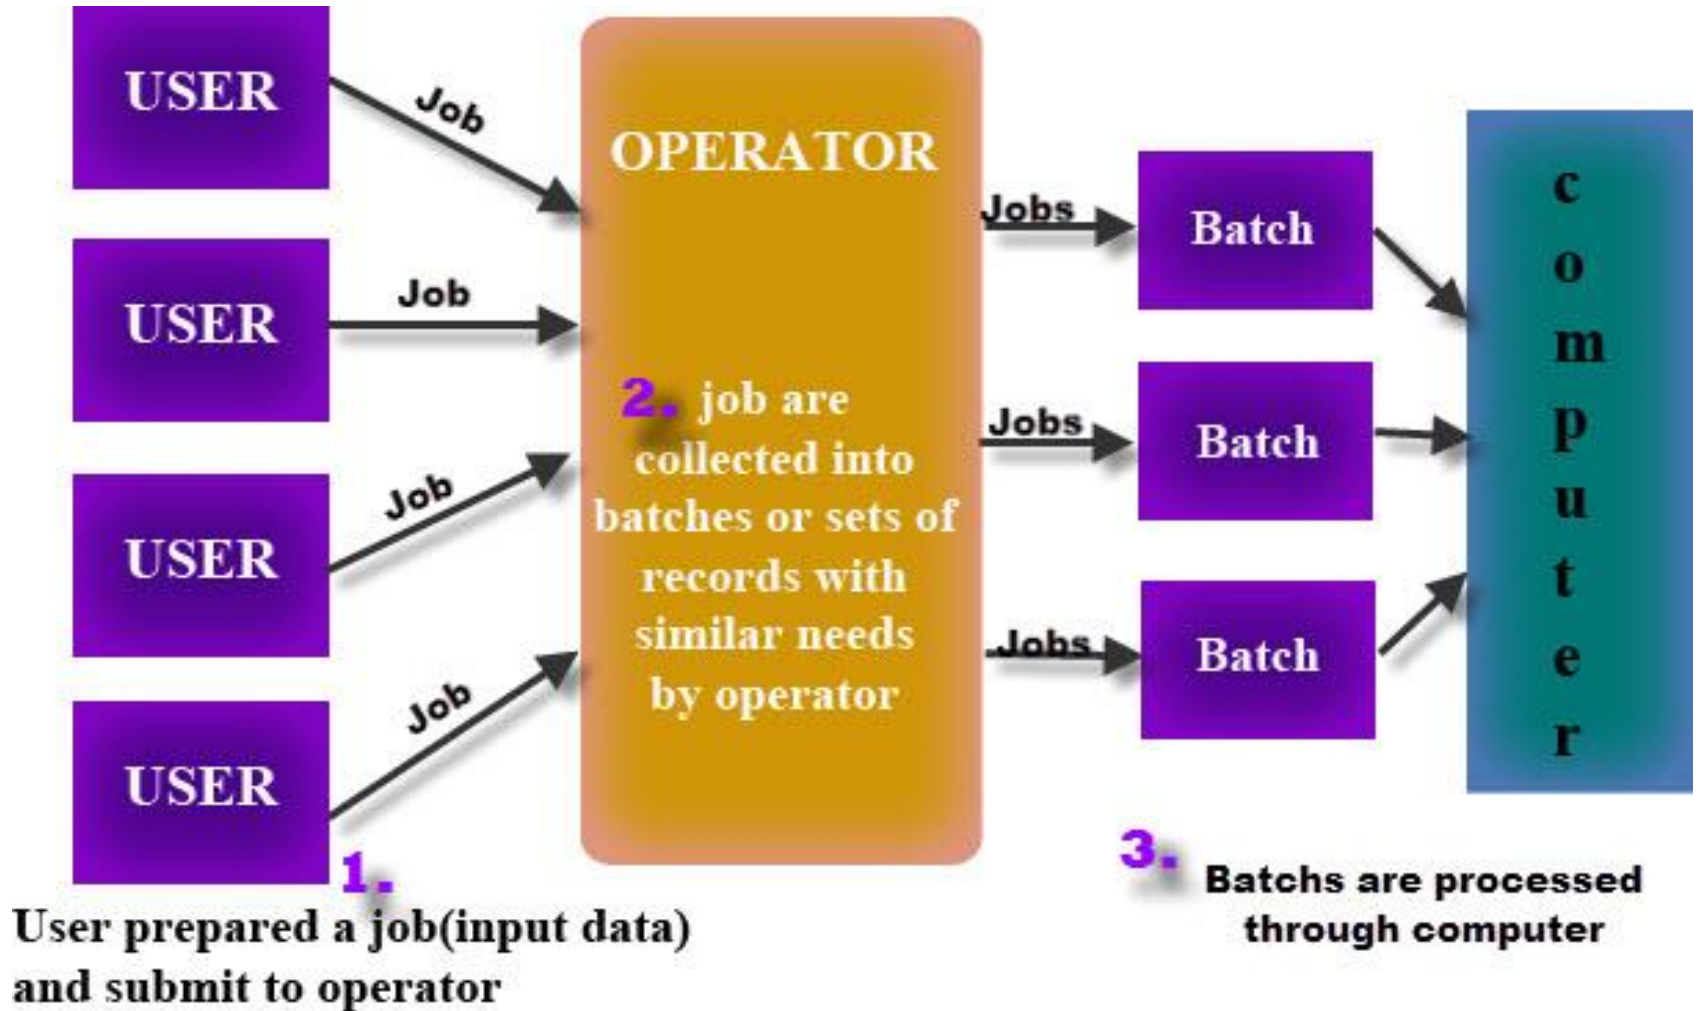 USER
Job
USER
Job
USER
Job
USER
Job
1.
User prepared a job(input data)
and submit to operator
OPERATOR
2. job are
collected into
batches or sets of
records with
similar needs
by operator
Jobs
Batch
Jobs
Batch
Jobs
Batch
computer
3.
Batchs are processed
through computer